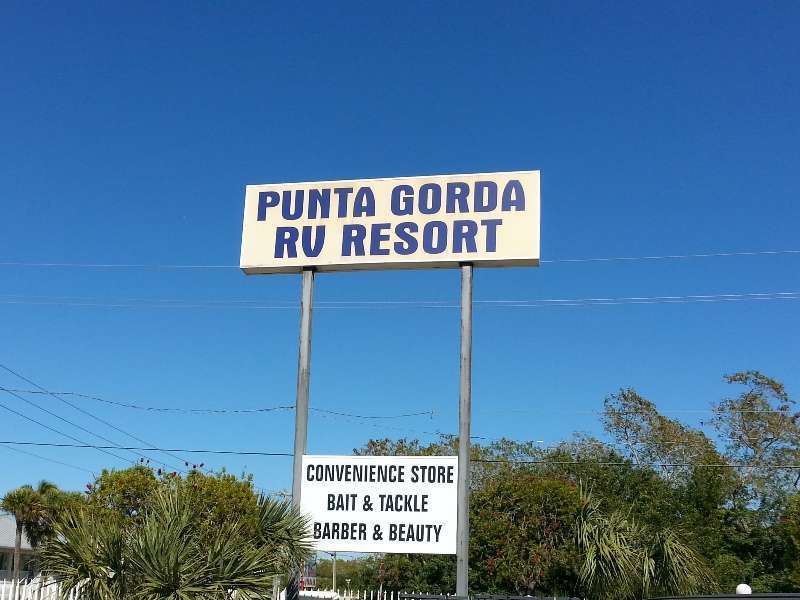 PUNTA GORDA
RV RESORT
CONVENIENCE STORE
BAIT & TACKLE
BARBER & BEAUTY